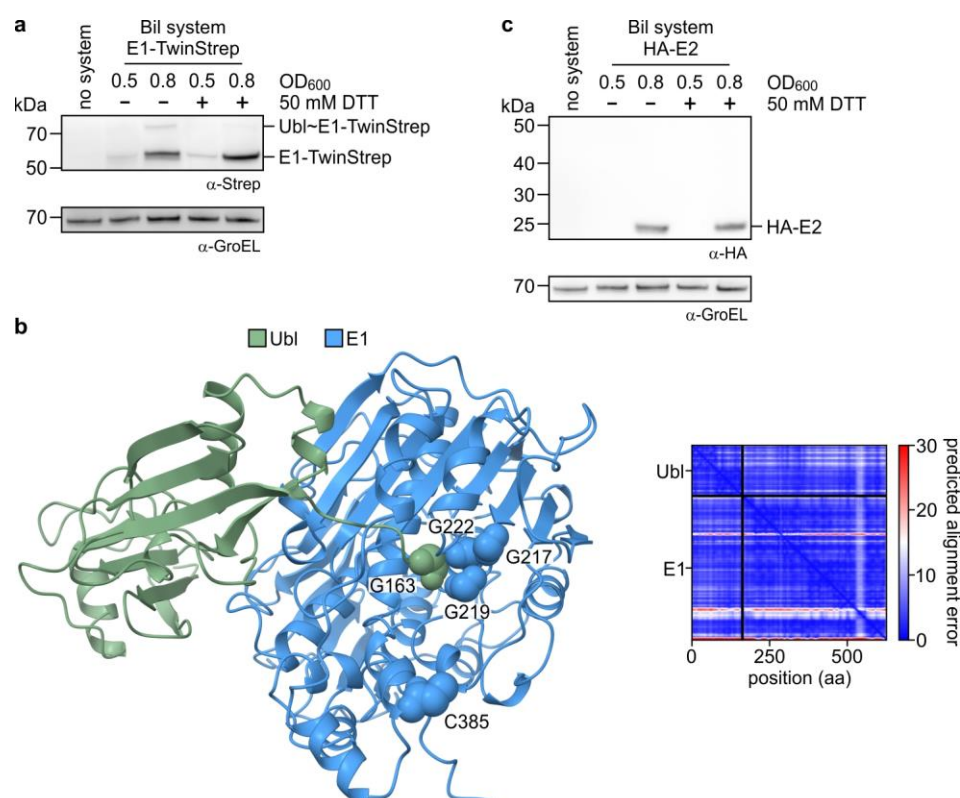 a
no system
Bil system
E1-TwinStrep
0.5 0.8 0.5 0.8 OD600
− − + + 50 mM DTT
kDa
70
50
Ubl~E1-TwinStrep
E1-TwinStrep
α-Strep
70
α-GroEL
c
no system
Bil system
HA-E2
0.5 0.8 0.5 0.8 OD600
− − + + 50 mM DTT
kDa
50
40
30
25
HA-E2
α-HA
70
α-GroEL
b
Ubl E1
G222
G217
G163
G219
C385
Ubl
E1
0 250 500
position (aa)
30
20
10
0
predicted alignment error